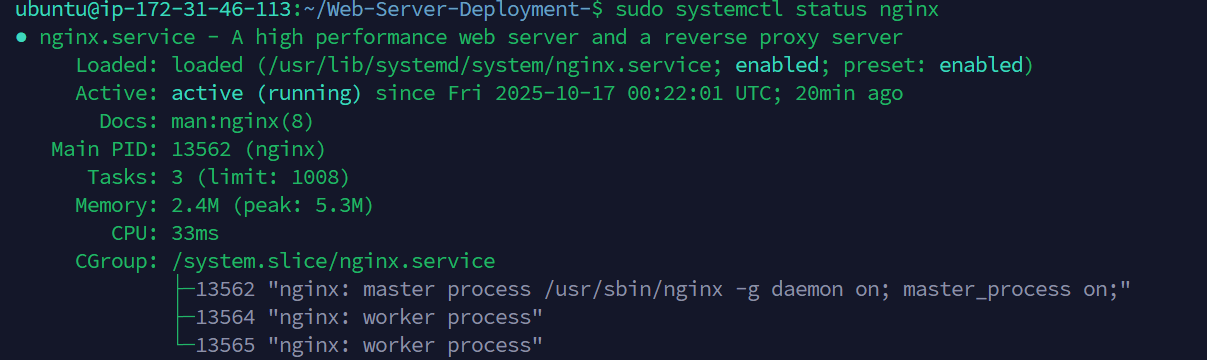 ubuntu@ip-172-31-46-113:~/Web-Server-Deployment-$ sudo systemctl status nginx
● nginx.service - A high performance web server and a reverse proxy server
     Loaded: loaded (/usr/lib/systemd/system/nginx.service; enabled; preset: enabled)
     Active: active (running) since Fri 2025-10-17 00:22:01 UTC; 20min ago
       Docs: man:nginx(8)
   Main PID: 13562 (nginx)
      Tasks: 3 (limit: 1008)
     Memory: 2.4M (peak: 5.3M)
        CPU: 33ms
     CGroup: /system.slice/nginx.service
             ├─13562 "nginx: master process /usr/sbin/nginx -g daemon on; master_process on;"
             ├─13564 "nginx: worker process"
             └─13565 "nginx: worker process"